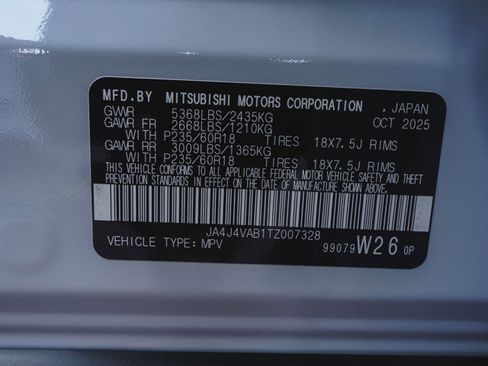 MFD.BY MITSUBISHI MOTORS CORPORATION , JAPAN
GVWR 5368LBS/2435KG OCT 2025
GAWR FR 2668LBS/1210KG
WITH P235/60R18 TIRES 18X7.5J RIMS
GAWR RR 3009LBS/1365KG
WITH P235/60R18 TIRES 18X7.5J RIMS
THIS VEHICLE CONFORMS TO ALL APPLICABLE FEDERAL MOTOR VEHICLE SAFETY AND THEFT
PREVENTION STANDARDS IN EFFECT ON THE DATE OF MANUFACTURE SHOWN ABOVE.
JA4J4VAB1TZ007328
VEHICLE TYPE: MPV 99079 W26 0P